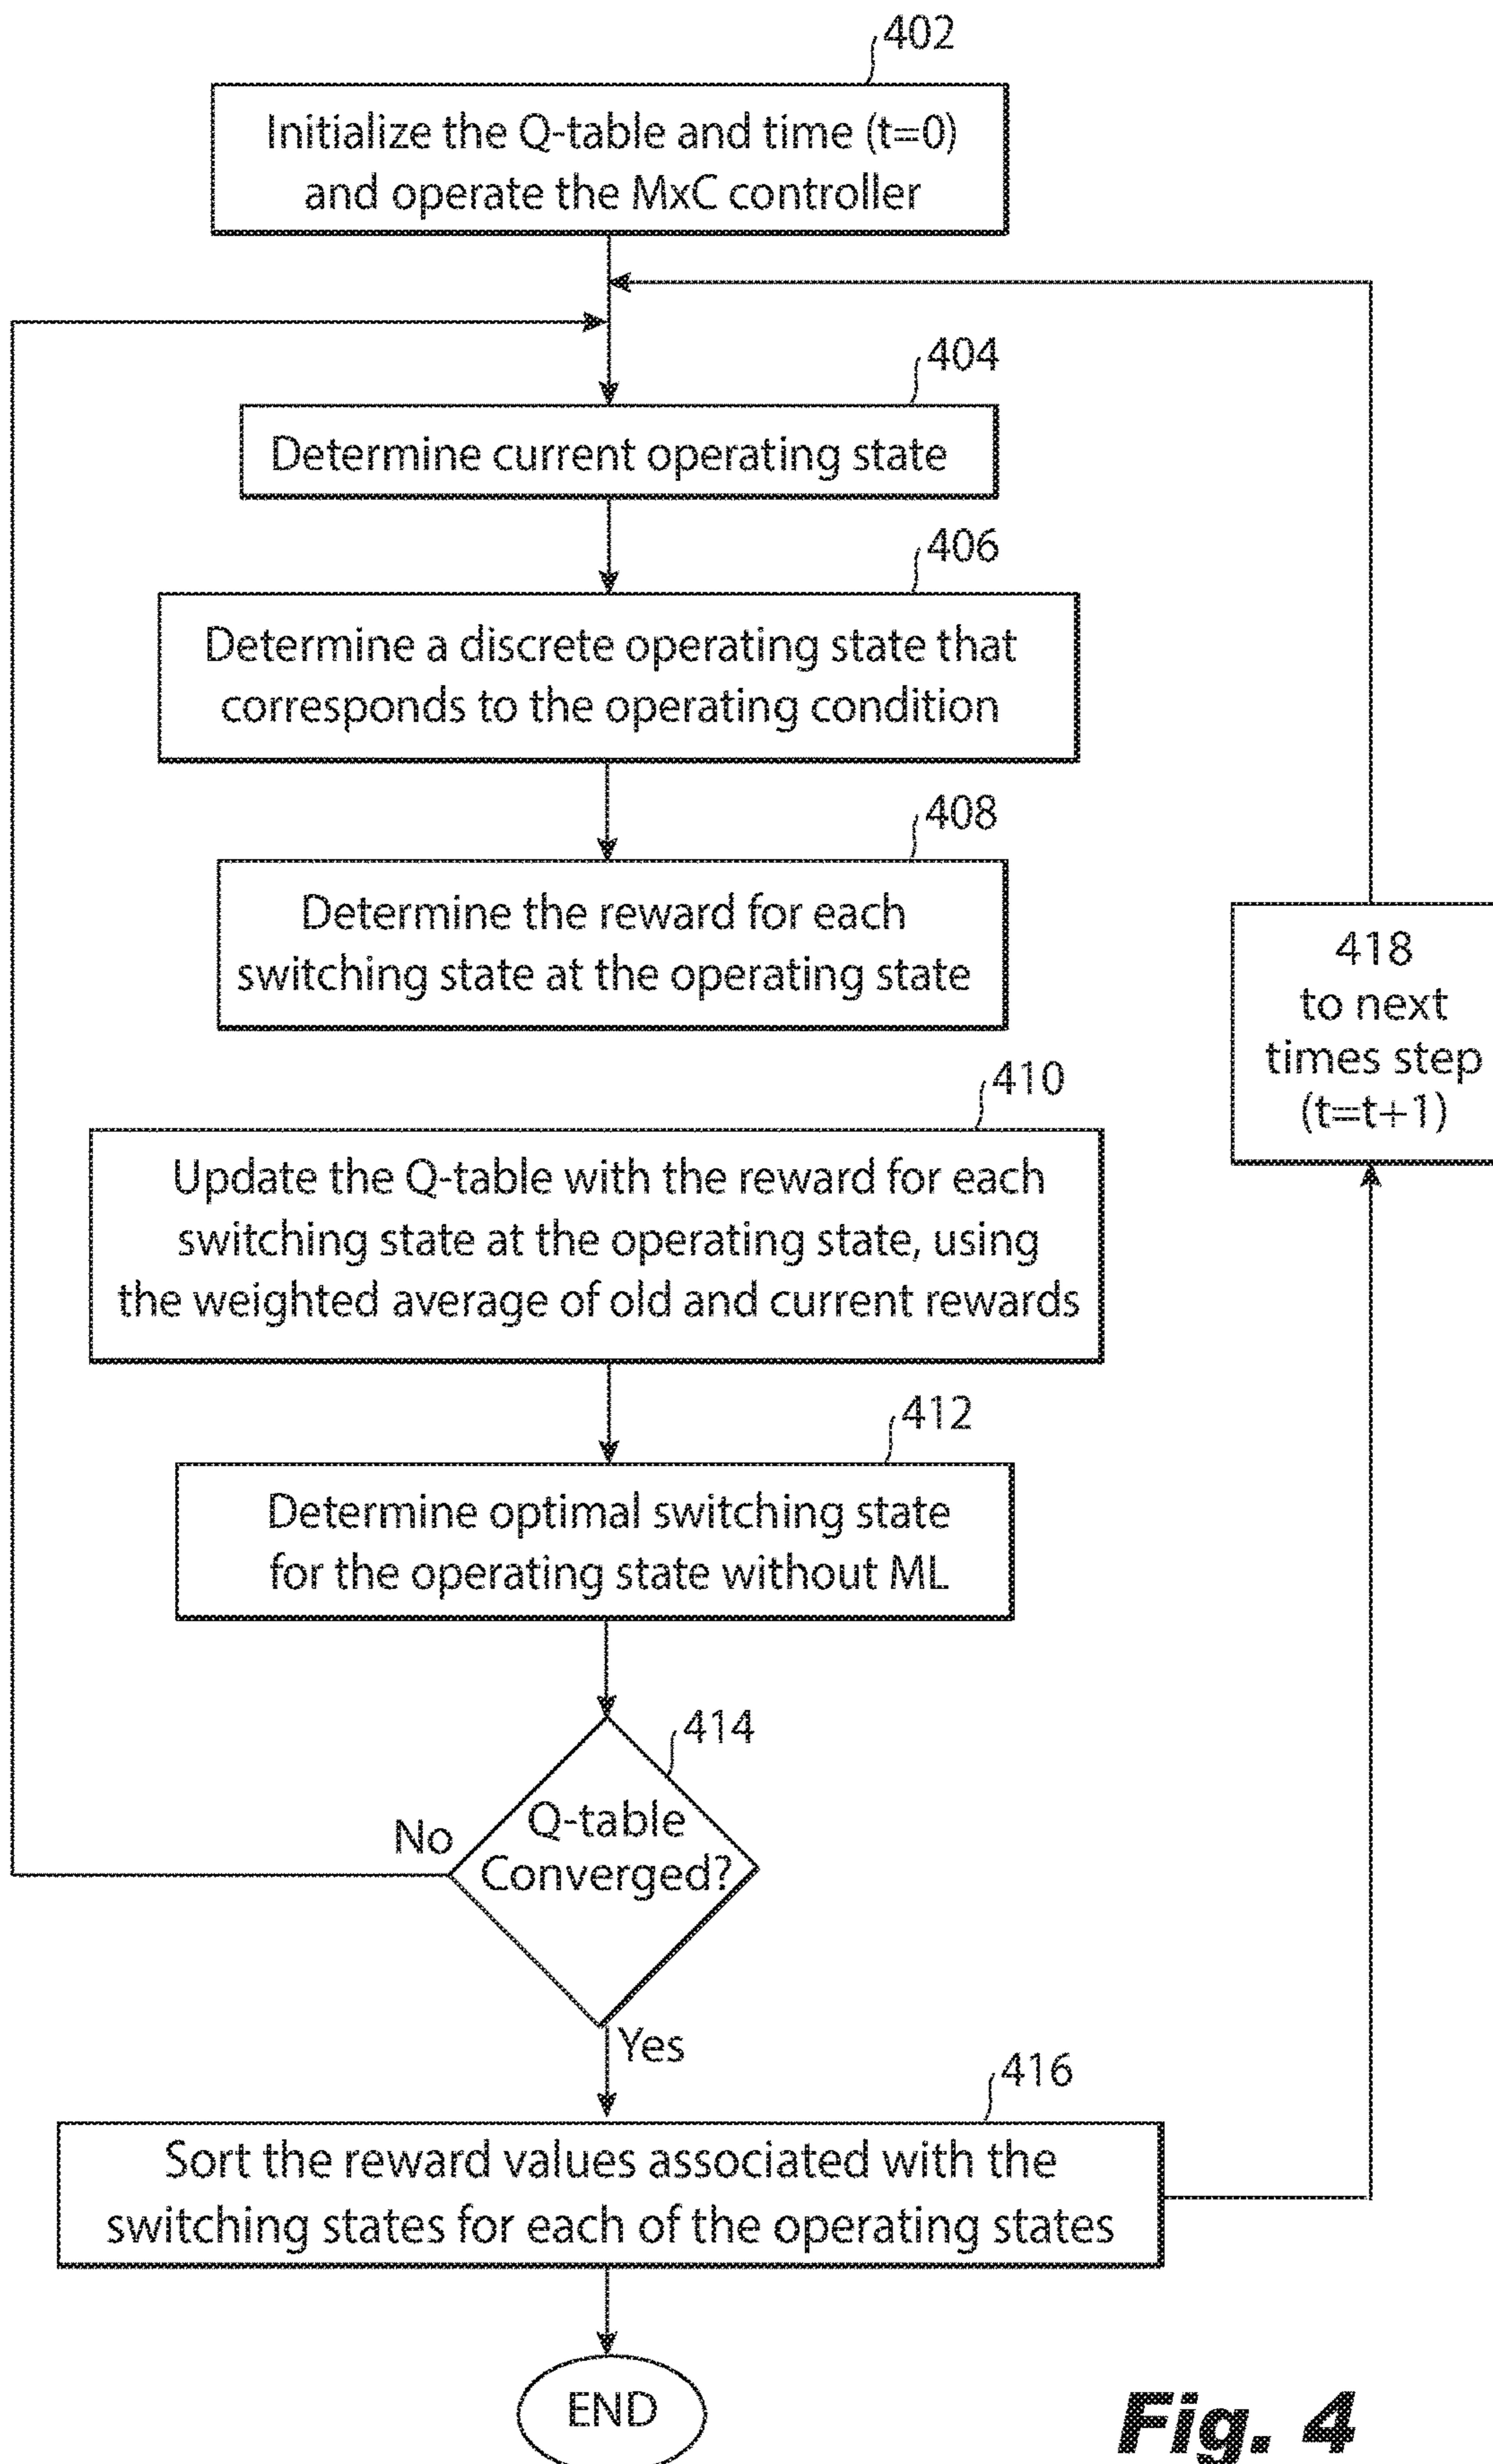 402
Initialize the Q-table and time (t=0)
and operate the MxC controller
404
Determine current operating state
406
Determine a discrete operating state that
corresponds to the operating condition
408
Determine the reward for each
switching state at the operating state
418
to next
times step
(t=t+1)
410
Update the Q-table with the reward for each
switching state at the operating state, using
the weighted average of old and current rewards
412
Determine optimal switching state
for the operating state without ML
414
Q-table
Converged?
No
Yes
416
Sort the reward values associated with the
switching states for each of the operating states
END
Fig. 4